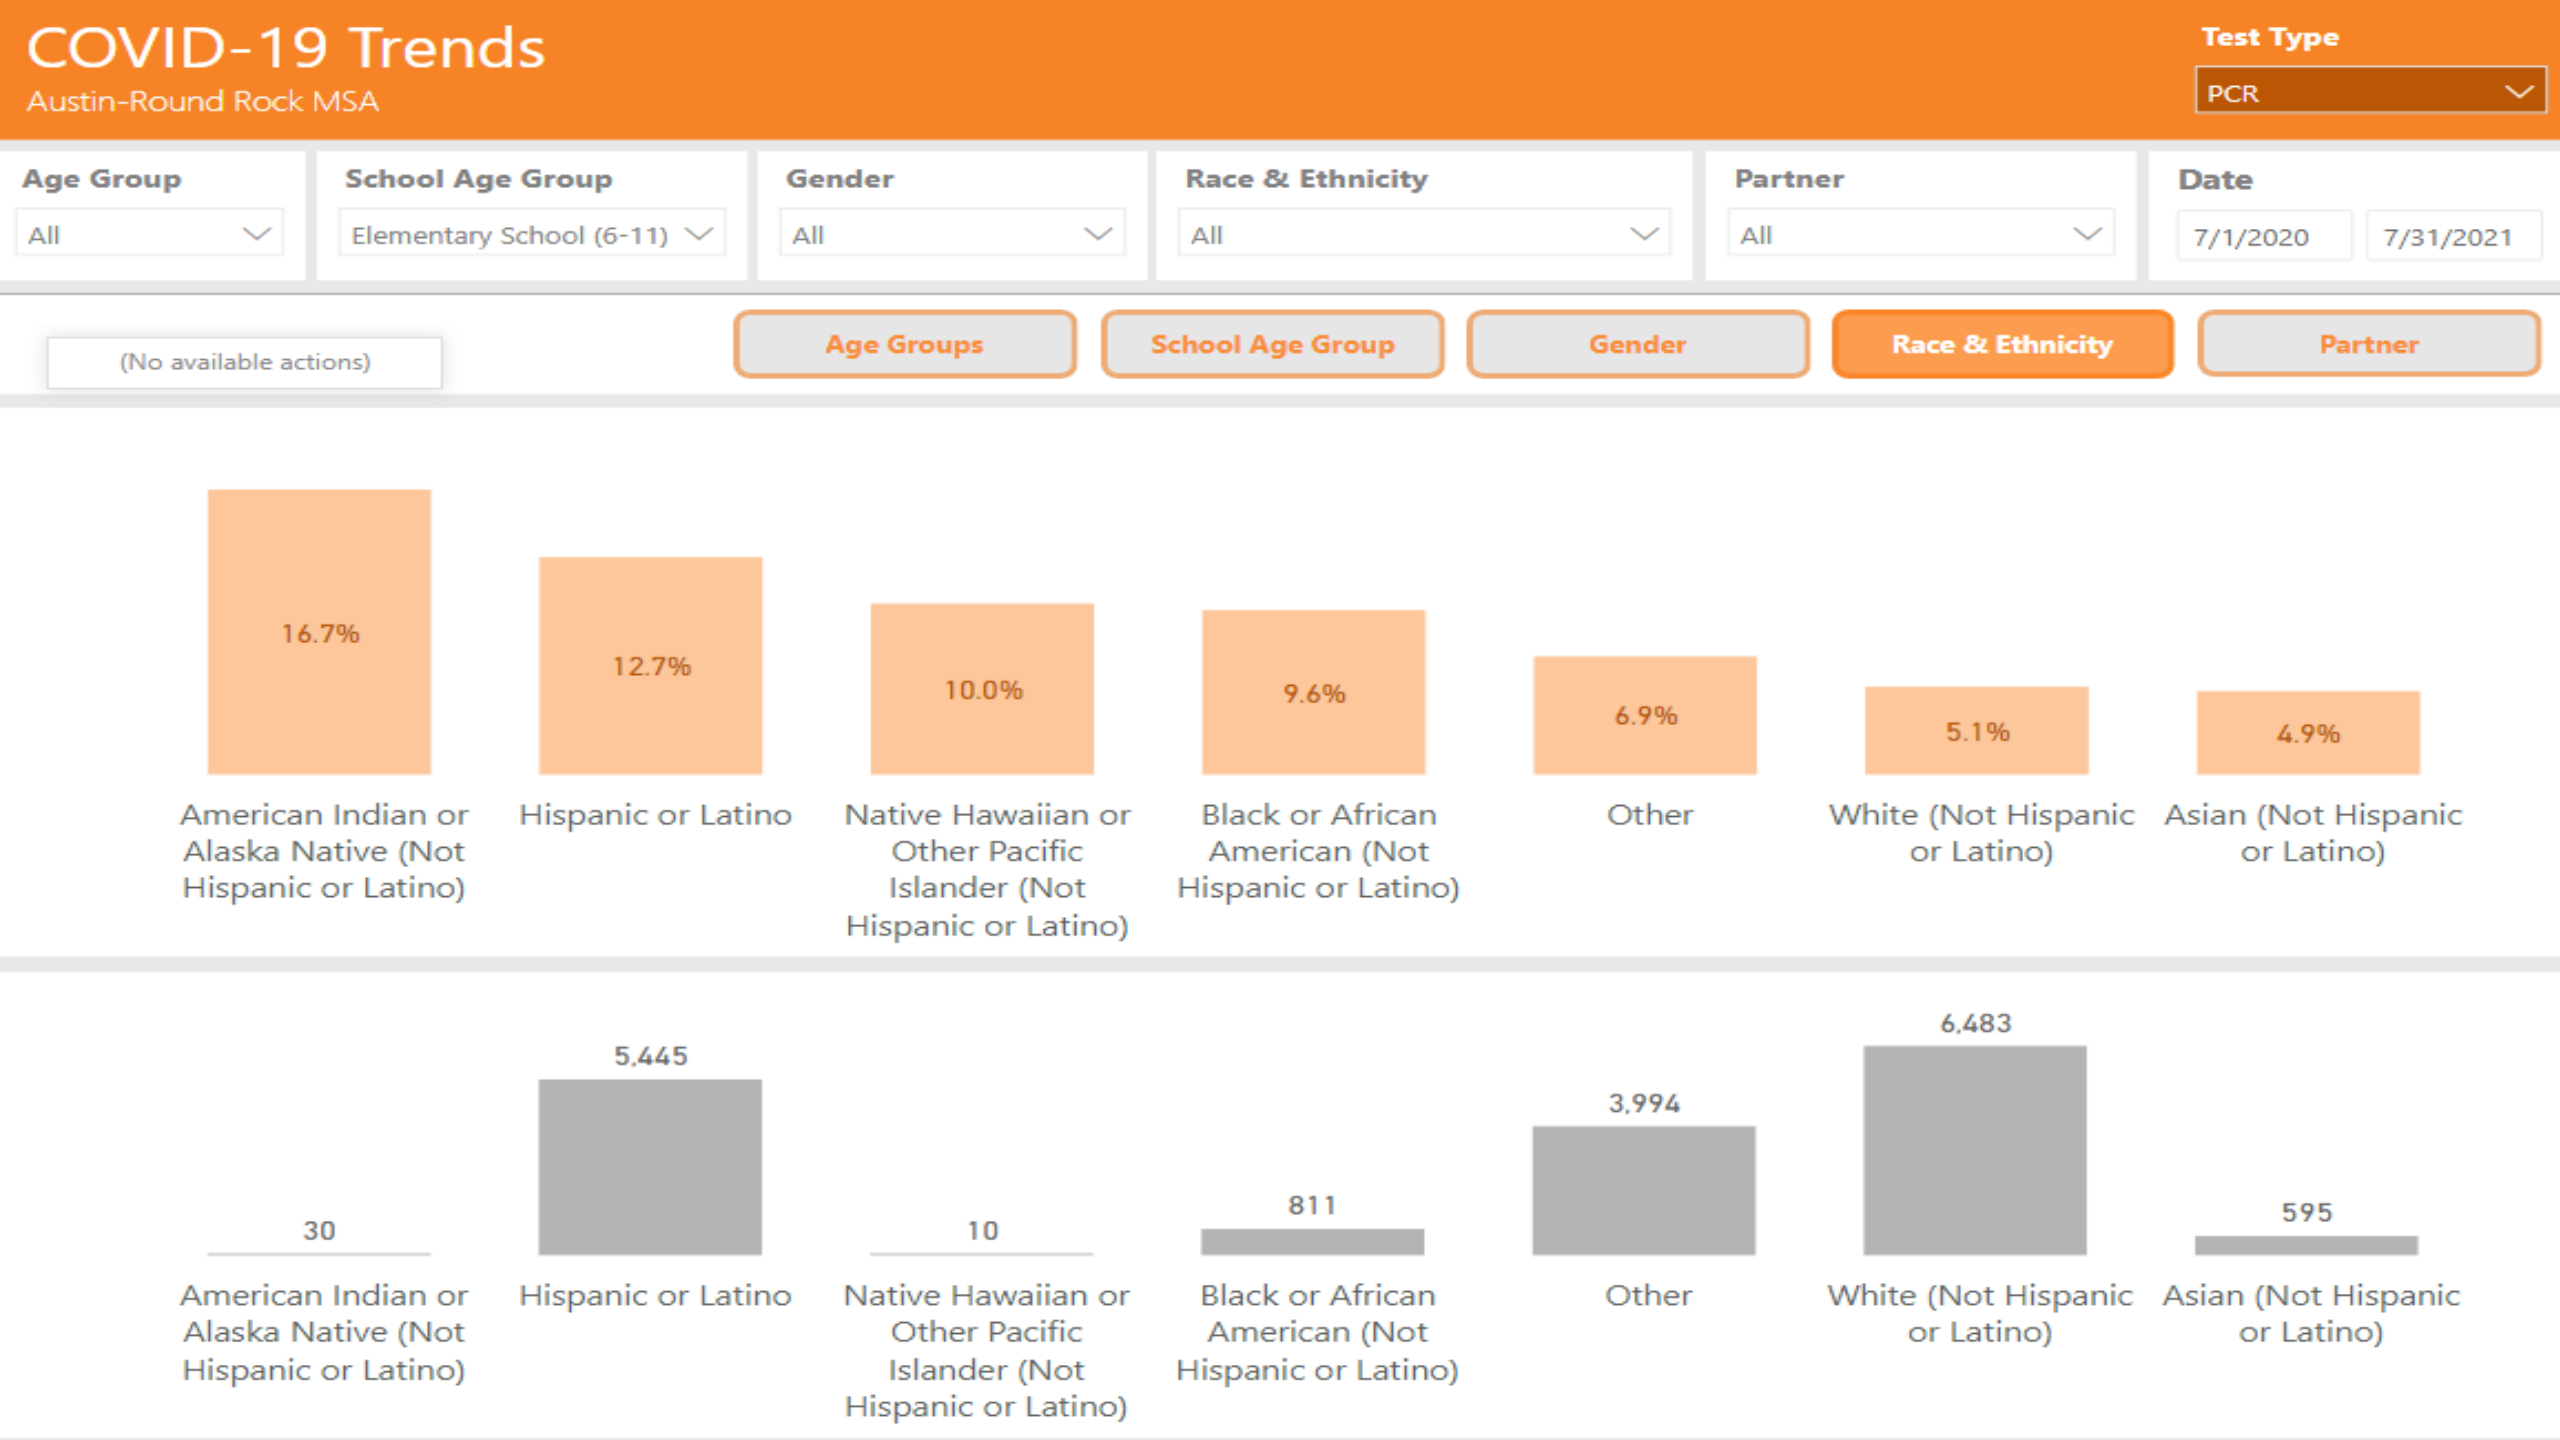 COVID-19 Trends
Austin-Round Rock MSA
Test Type
PCR
Age Group
All
School Age Group
Elementary School (6-11)
Gender
All
Race & Ethnicity
All
Partner
All
Date
7/1/2020
7/31/2021
(No available actions)
Age Groups
School Age Group
Gender
Race & Ethnicity
Partner
16.7%
12.7%
10.0%
9.6%
6.9%
5.1%
4.9%
American Indian or
Alaska Native (Not
Hispanic or Latino)
Hispanic or Latino
Native Hawaiian or
Other Pacific
Islander (Not
Hispanic or Latino)
Black or African
American (Not
Hispanic or Latino)
Other
White (Not Hispanic
or Latino)
Asian (Not Hispanic
or Latino)
30
5,445
10
811
3,994
6,483
595
American Indian or
Alaska Native (Not
Hispanic or Latino)
Hispanic or Latino
Native Hawaiian or
Other Pacific
Islander (Not
Hispanic or Latino)
Black or African
American (Not
Hispanic or Latino)
Other
White (Not Hispanic
or Latino)
Asian (Not Hispanic
or Latino)